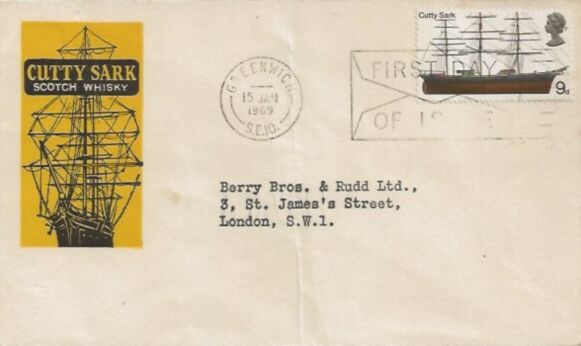 CUTTY SARK
SCOTCH WHISKY
GREENWICH
15 JAN
1969
S.E.10.
FIRST DAY
OF
Cutty Sark
9d
Berry Bros. & Rudd Ltd.,
3, St. James's Street,
London, S.W.1.